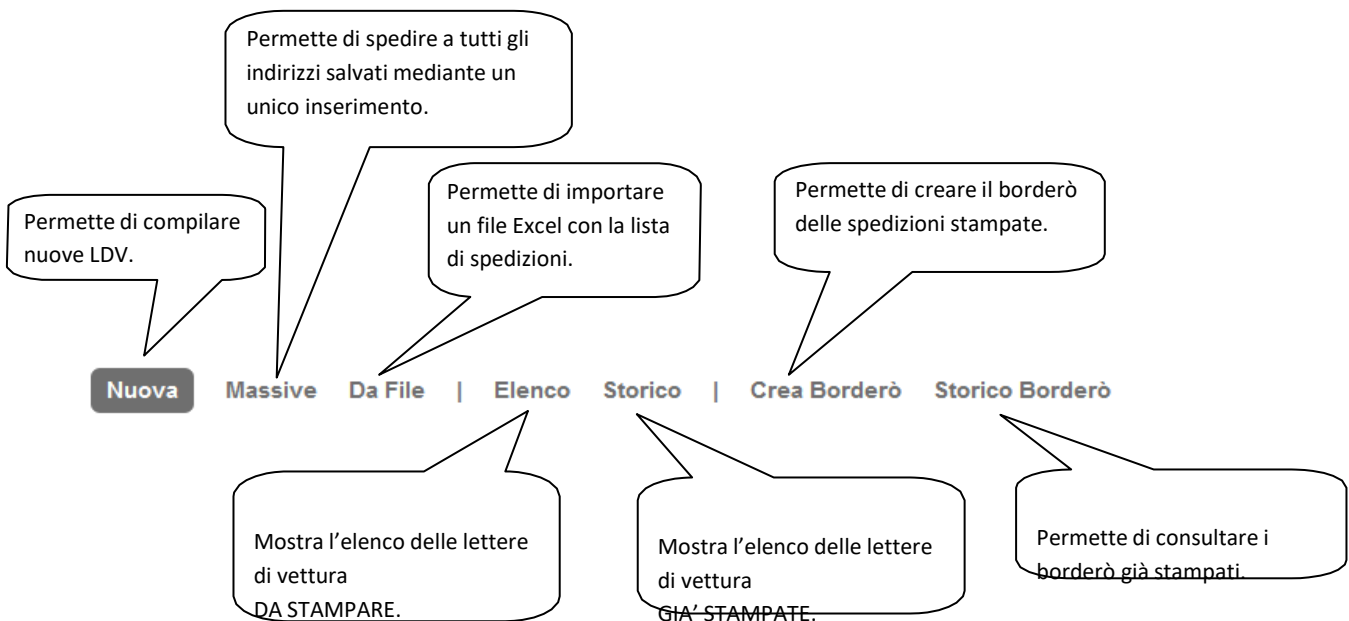 Permette di spedire a tutti gli
indirizzi salvati mediante un
unico inserimento.
Permette di compilare
nuove LDV.
Permette di importare
un file Excel con la lista
di spedizioni.
Permette di creare il borderò
delle spedizioni stampate.
Nuova Massive Da File | Elenco Storico | Crea Borderò Storico Borderò
Mostra l’elenco delle lettere
di vettura
DA STAMPARE.
Mostra l’elenco delle lettere
di vettura
GIA’ STAMPATE.
Permette di consultare i
borderò già stampati.